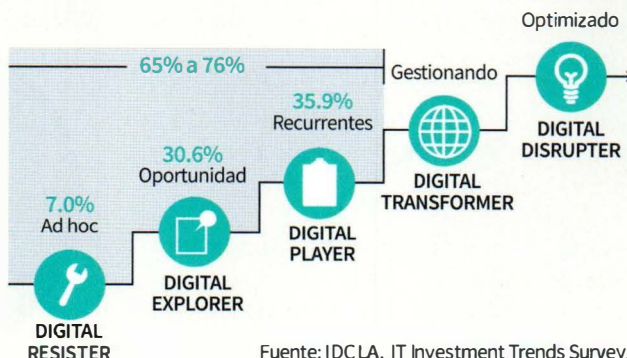 Optimizado
65% a 76%
Gestionando
35.9%
Recurrentes
DIGITAL
DISRUPTER
30.6%
Oportunidad
DIGITAL
TRANSFORMER
7.0%
Ad hoc
DIGITAL
PLAYER
DIGITAL
EXPLORER
DIGITAL
RESISTER
Fuente: IDC LA, IT Investment Trends Survey